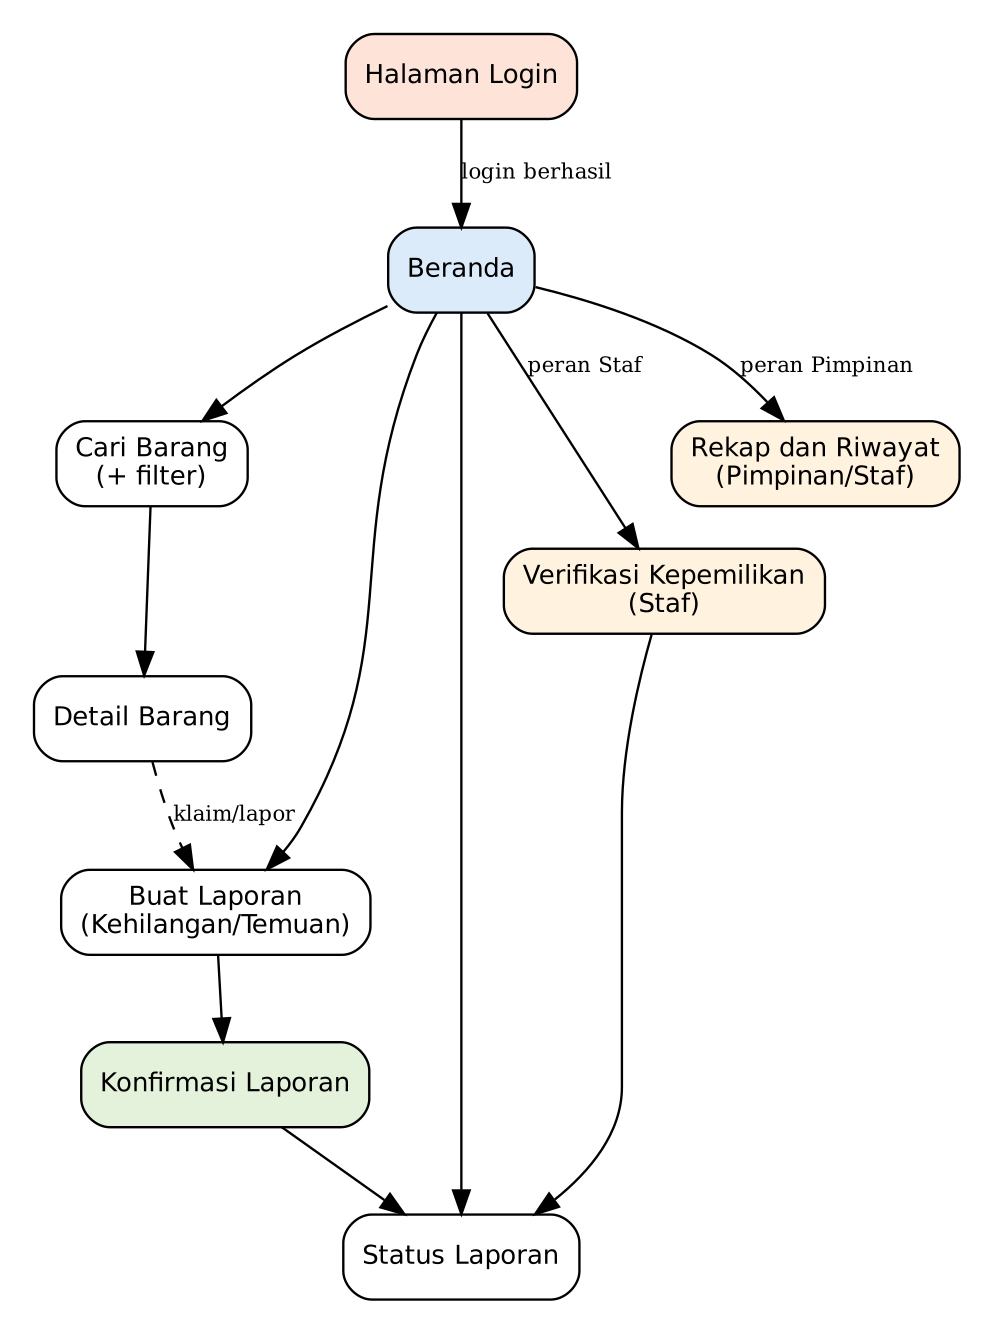 Halaman Login
login berhasil
Beranda
peran Staf
peran Pimpinan
Cari Barang
(+ filter)
Rekap dan Riwayat
(Pimpinan/Staf)
Verifikasi Kepemilikan
(Staf)
Detail Barang
klaim/lapor
Buat Laporan
(Kehilangan/Temuan)
Konfirmasi Laporan
Status Laporan